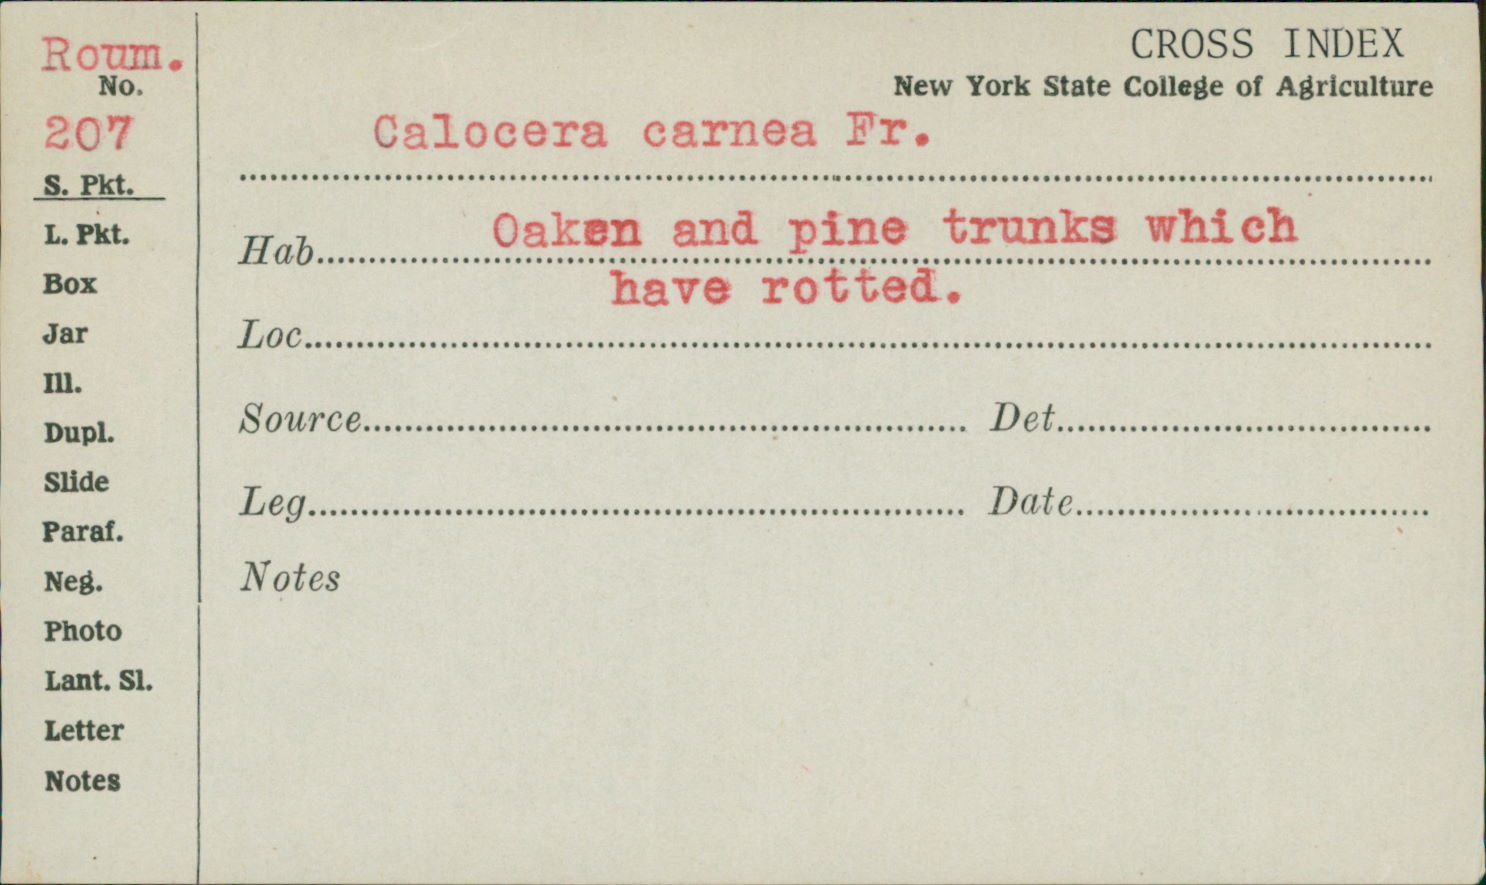 Roum.
No.
207
S. Pkt.
L. Pkt.
Box
Jar
Ill.
Dupl.
Slide
Paraf.
Neg.
Photo
Lant. Sl.
Letter
Notes
CROSS INDEX
New York State College of Agriculture
Calocera carnea Fr.
Hab. Oaken and pine trunks which
have rotted.
Loc.
Source Det.
Leg. Date
Notes